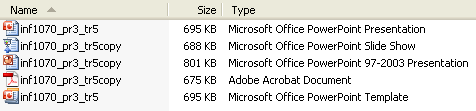 Name Size Type
inf1070_pr3_tr5 695 KB Microsoft Office PowerPoint Presentation
inf1070_pr3_tr5copy 688 KB Microsoft Office PowerPoint Slide Show
inf1070_pr3_tr5copy 801 KB Microsoft Office PowerPoint 97-2003 Presentation
inf1070_pr3_tr5copy 675 KB Adobe Acrobat Document
inf1070_pr3_tr5 695 KB Microsoft Office PowerPoint Template